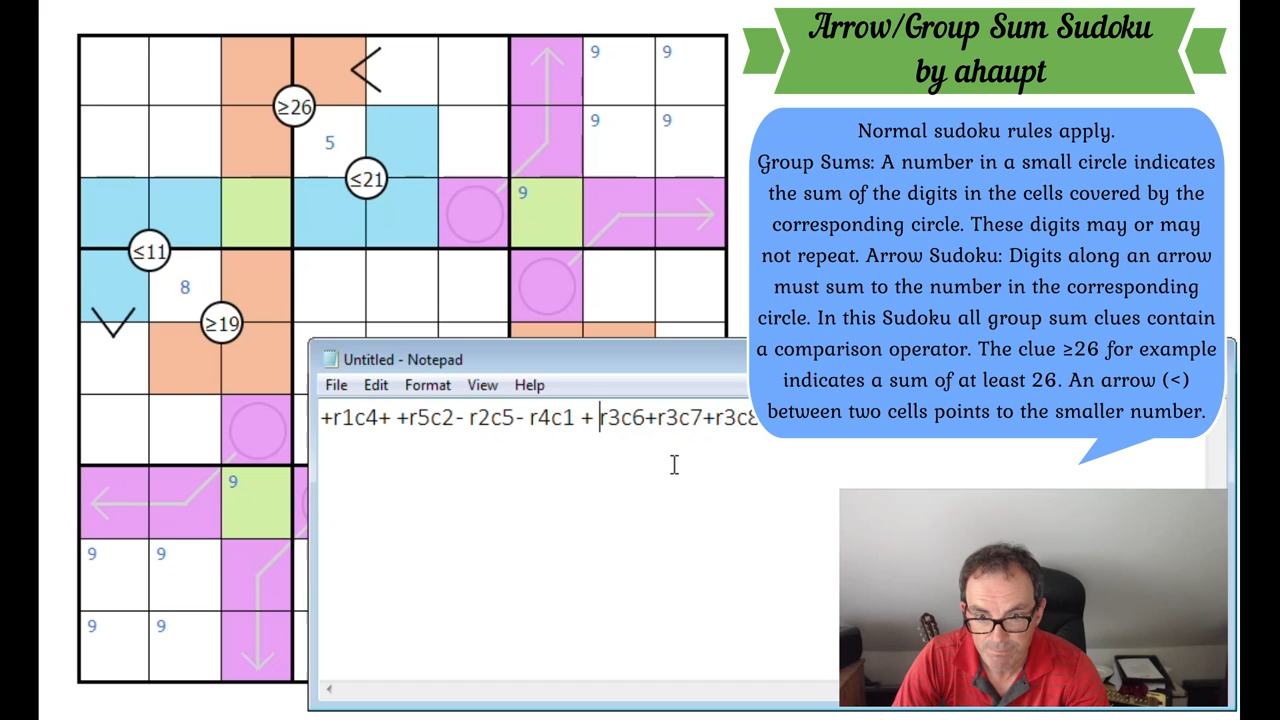 Arrow/Group Sum Sudoku
by ahaupt
Normal sudoku rules apply.
Group Sums: A number in a small circle indicates
the sum of the digits in the cells covered by the
corresponding circle. These digits may or may
not repeat. Arrow Sudoku: Digits along an arrow
must sum to the number in the corresponding
circle. In this Sudoku all group sum clues contain
a comparison operator. The clue ≥26 for example
indicates a sum of at least 26. An arrow (<)
between two cells points to the smaller number.
9 9
≥26
5 9 9
≤21
9
≤11
8
≥19
9
9 9
9 9
Untitled - Notepad
File Edit Format View Help
+r1c4+ +r5c2- r2c5- r4c1 + r3c6+r3c7+r3c8